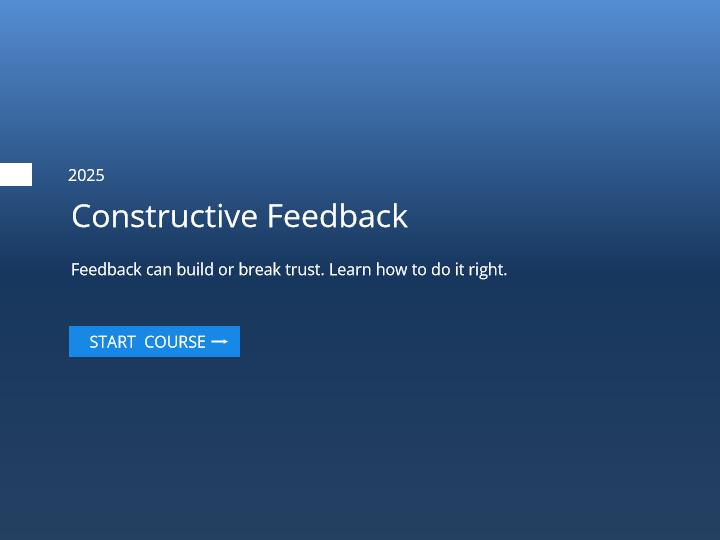 2025
Constructive Feedback
Feedback can build or break trust. Learn how to do it right.
START COURSE →